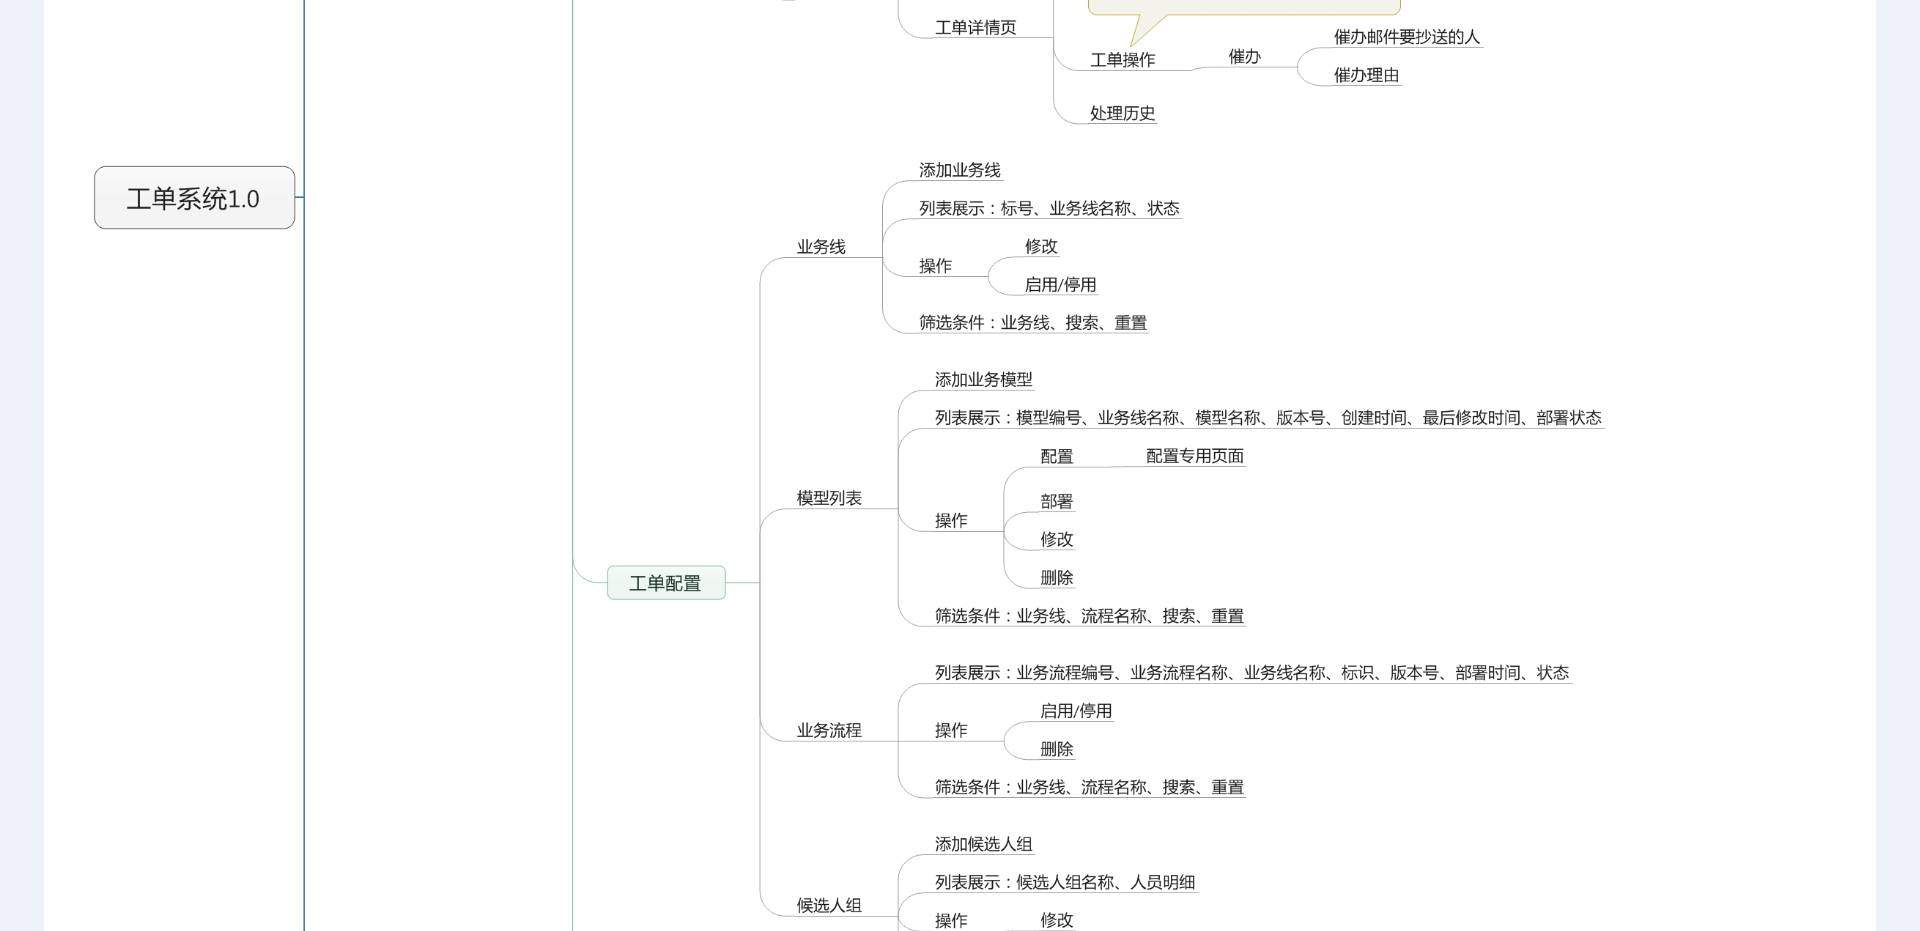 工单详情页
催办邮件要抄送的人
工单操作
催办
催办理由
处理历史
工单系统1.0
添加业务线
列表展示：标号、业务线名称、状态
业务线
修改
操作
启用/停用
筛选条件：业务线、搜索、重置
添加业务模型
列表展示：模型编号、业务线名称、模型名称、版本号、创建时间、最后修改时间、部署状态
配置
配置专用页面
模型列表
部署
操作
修改
删除
工单配置
筛选条件：业务线、流程名称、搜索、重置
列表展示：业务流程编号、业务流程名称、业务线名称、标识、版本号、部署时间、状态
启用/停用
业务流程
操作
删除
筛选条件：业务线、流程名称、搜索、重置
添加候选人组
列表展示：候选人组名称、人员明细
候选人组
操作
修改